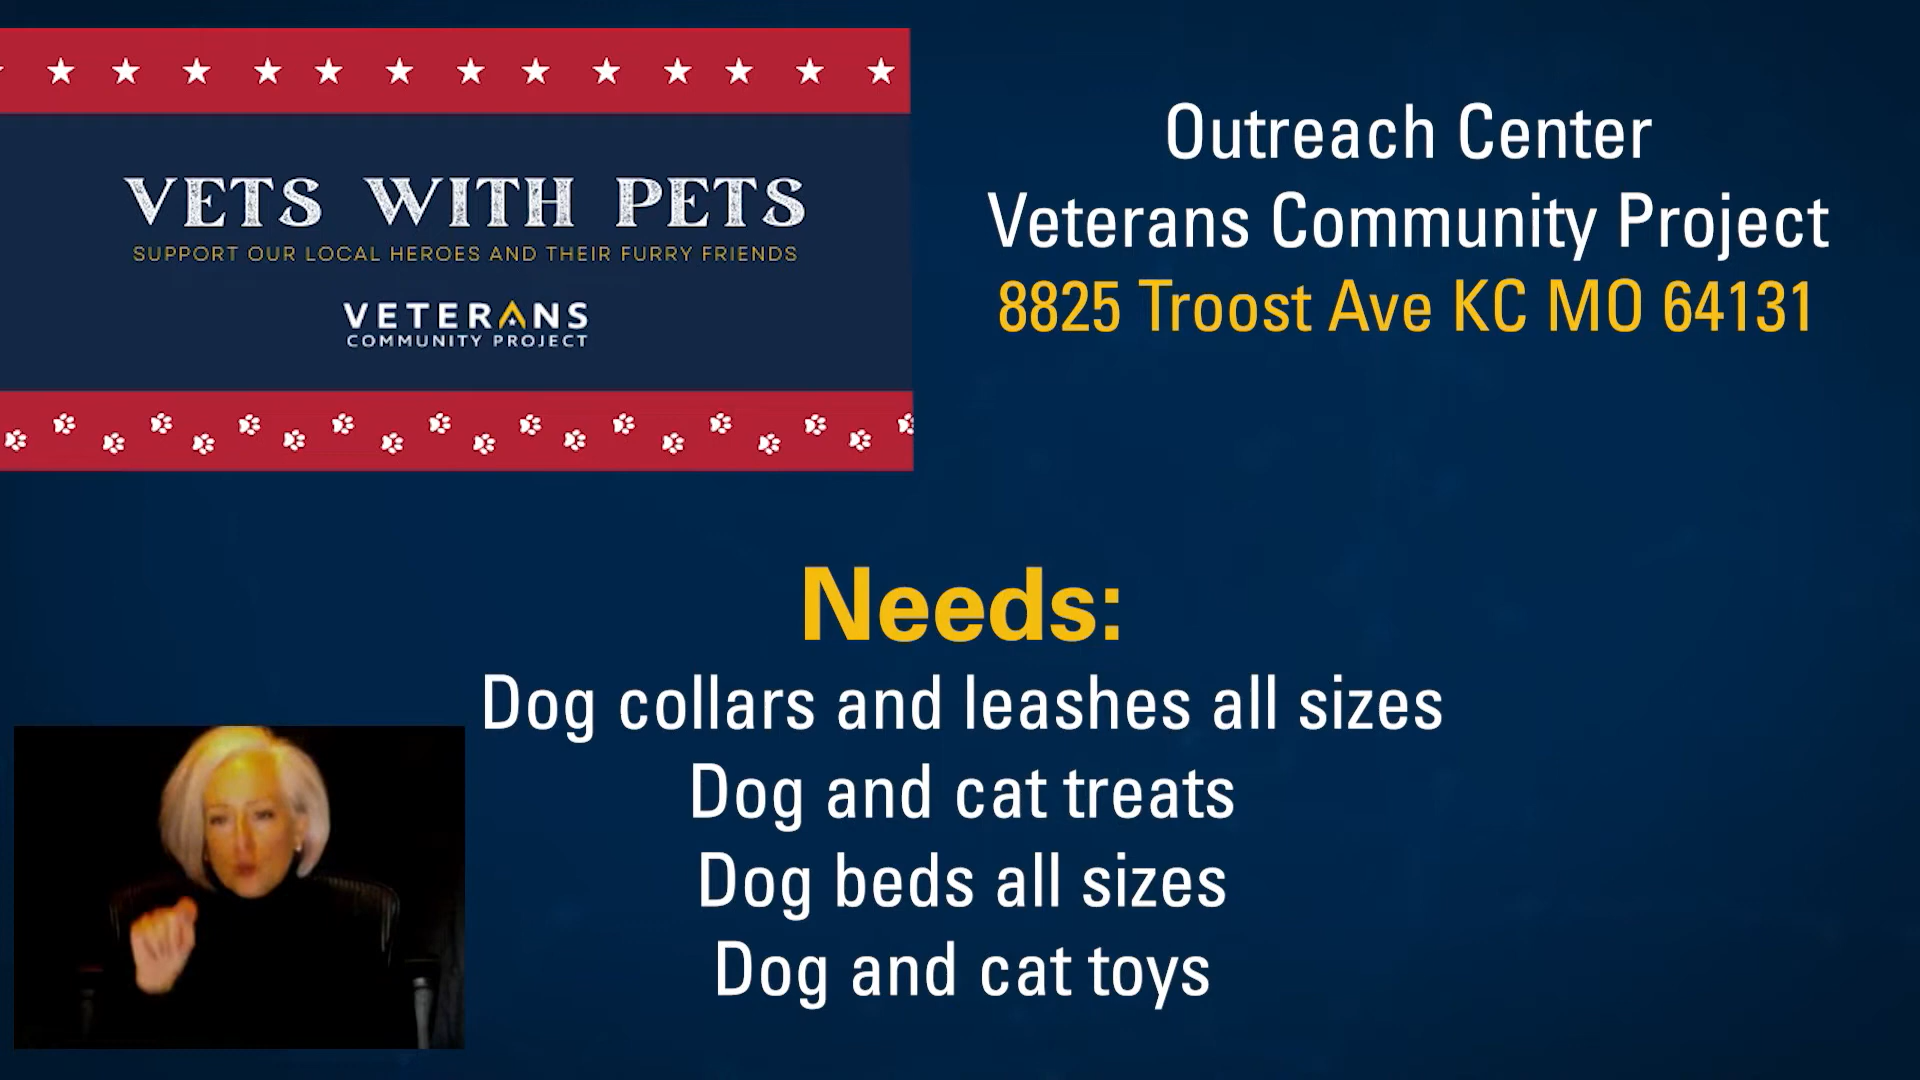 VETS WITH PETS
SUPPORT OUR LOCAL HEROES AND THEIR FURRY FRIENDS
VETERANS
COMMUNITY PROJECT
Outreach Center
Veterans Community Project
8825 Troost Ave KC MO 64131
Needs:
Dog collars and leashes all sizes
Dog and cat treats
Dog beds all sizes
Dog and cat toys